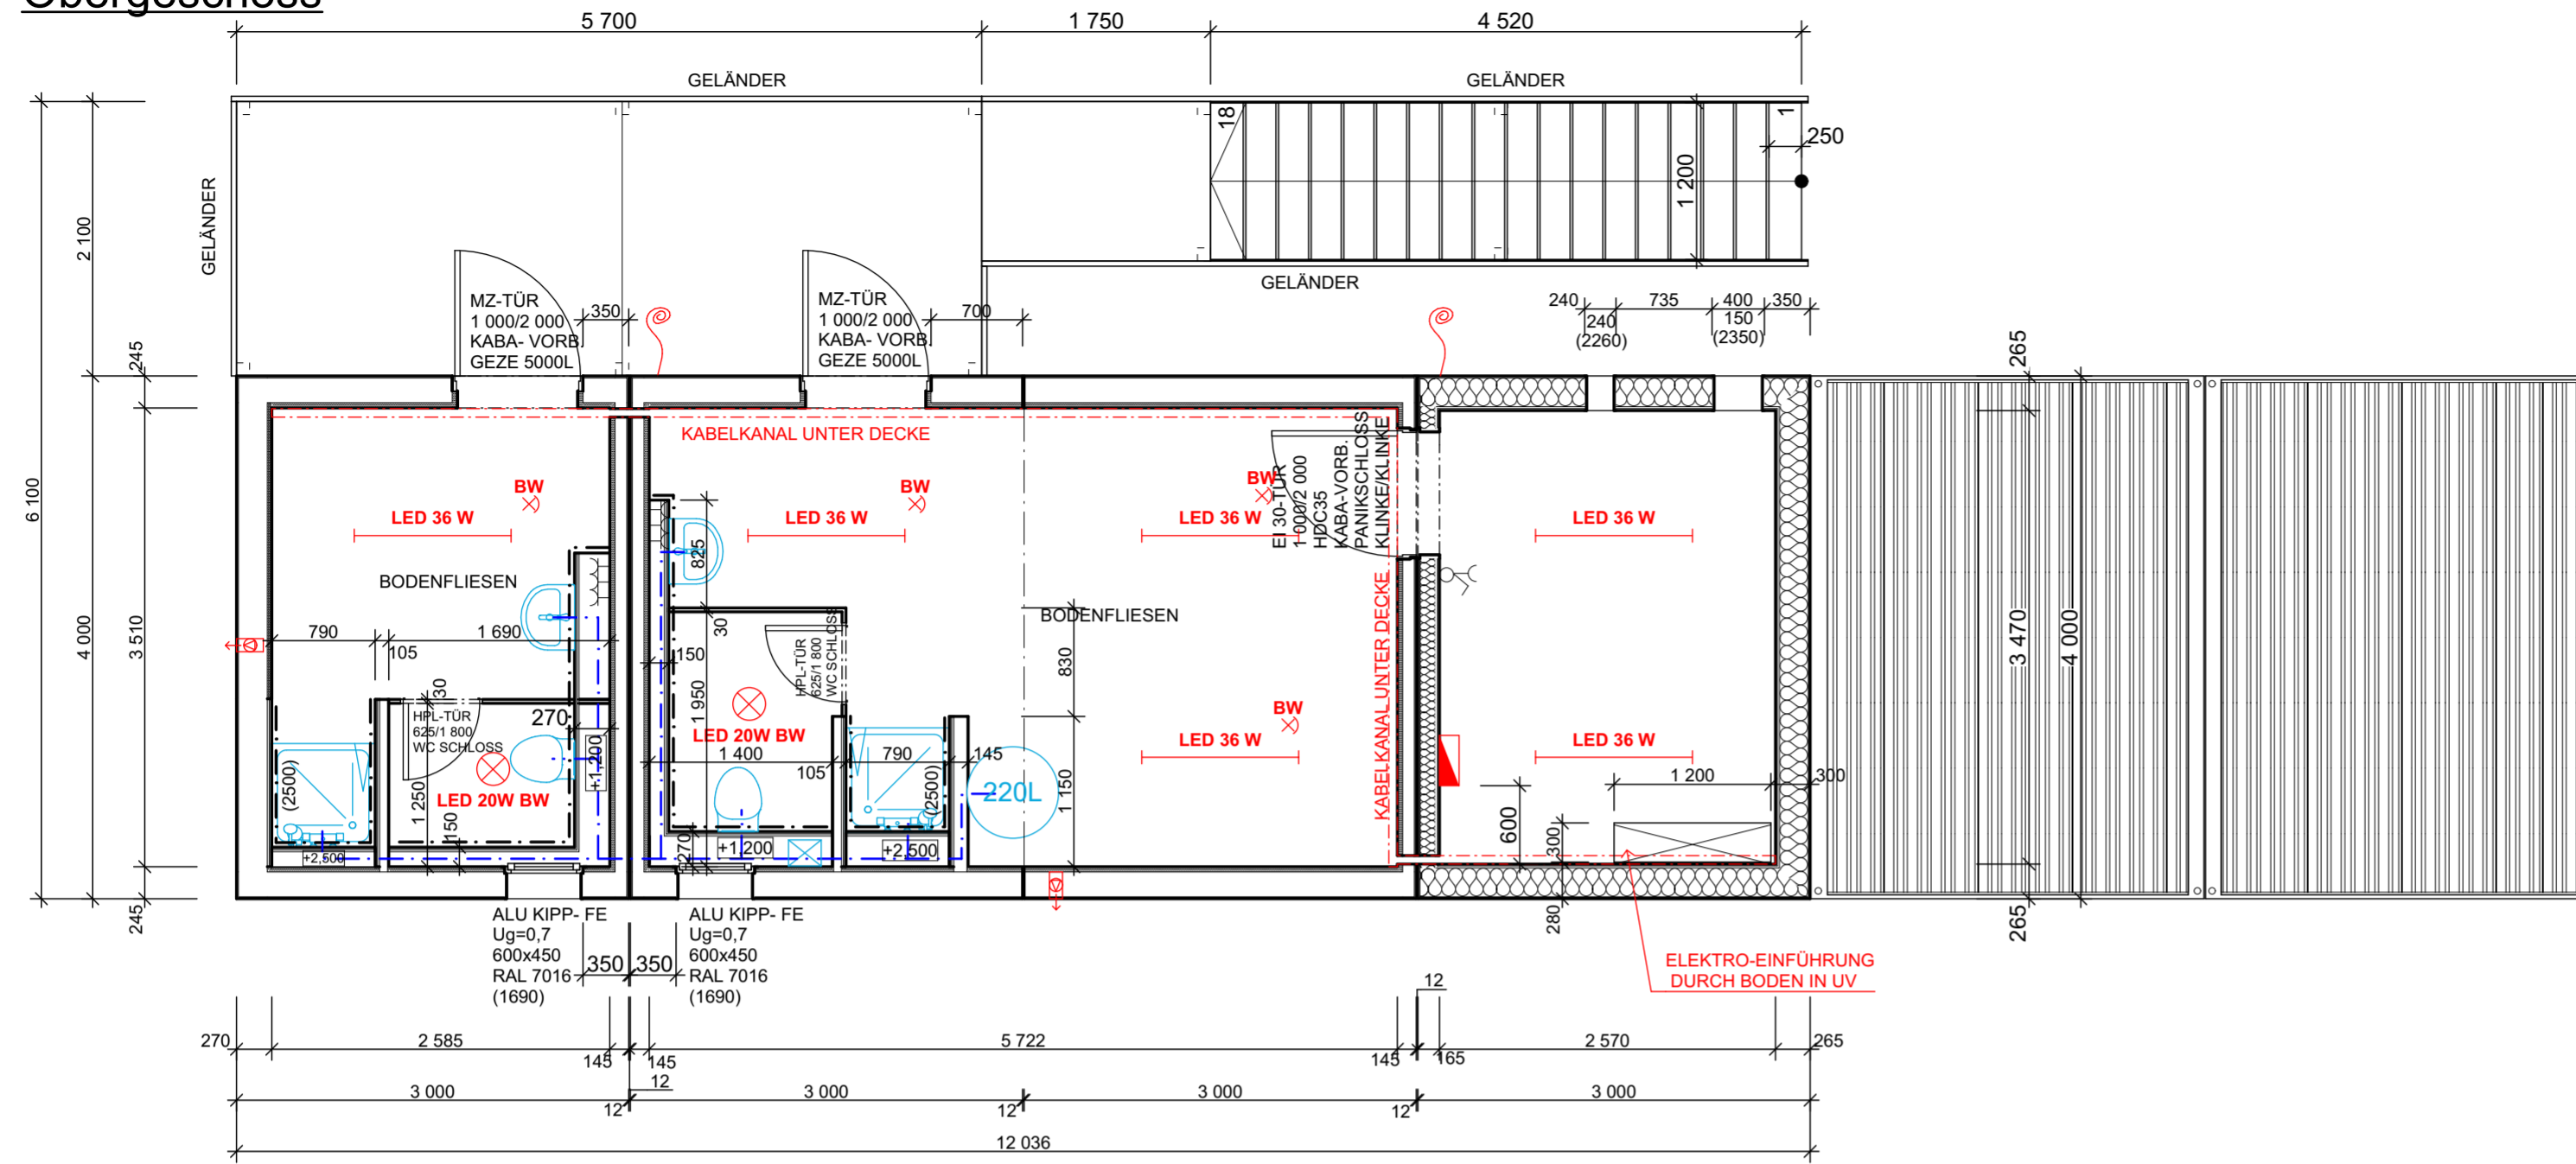 Obergeschoss
5 700
1 750
4 520
GELÄNDER
GELÄNDER
18
1
250
1 200
GELÄNDER
GELÄNDER
2 100
6 100
4 000
245
3 510
245
MZ-TÜR
1 000/2 000
KABA- VORB.
GEZE 5000L
350
MZ-TÜR
1 000/2 000
KABA- VORB.
GEZE 5000L
700
240
735
400
350
240
(2260)
150
(2350)
265
3 470
4 000
265
KABELKANAL UNTER DECKE
BW
LED 36 W
BW
LED 36 W
BW
LED 36 W
EI 30-TÜR
1 000/2 000
HDC35
KABA-VORB.
PANIKSCHLOSS
KLINKE/KLINKE
LED 36 W
BODENFLIESEN
825
BODENFLIESEN
KABELKANAL UNTER DECKE
790
105
1 690
30
HPL-TÜR
625/1 800
WC SCHLOSS
270
+1,200
(2500)
1 250
150
LED 20W BW
+2,500
30
150
1 950
HPL-TÜR
625/1 800
WC SCHLOSS
LED 20W BW
1 400
105
790
145
(2500)
220L
830
1 150
270
+1,200
+2,500
BW
LED 36 W
LED 36 W
1 200
300
600
300
280
ALU KIPP- FE
Ug=0,7
600x450
RAL 7016
(1690)
350
350
ALU KIPP- FE
Ug=0,7
600x450
RAL 7016
(1690)
ELEKTRO-EINFÜHRUNG
DURCH BODEN IN UV
12
270
2 585
145
145
5 722
145
165
2 570
265
12
3 000
12
3 000
12
3 000
12
3 000
12 036